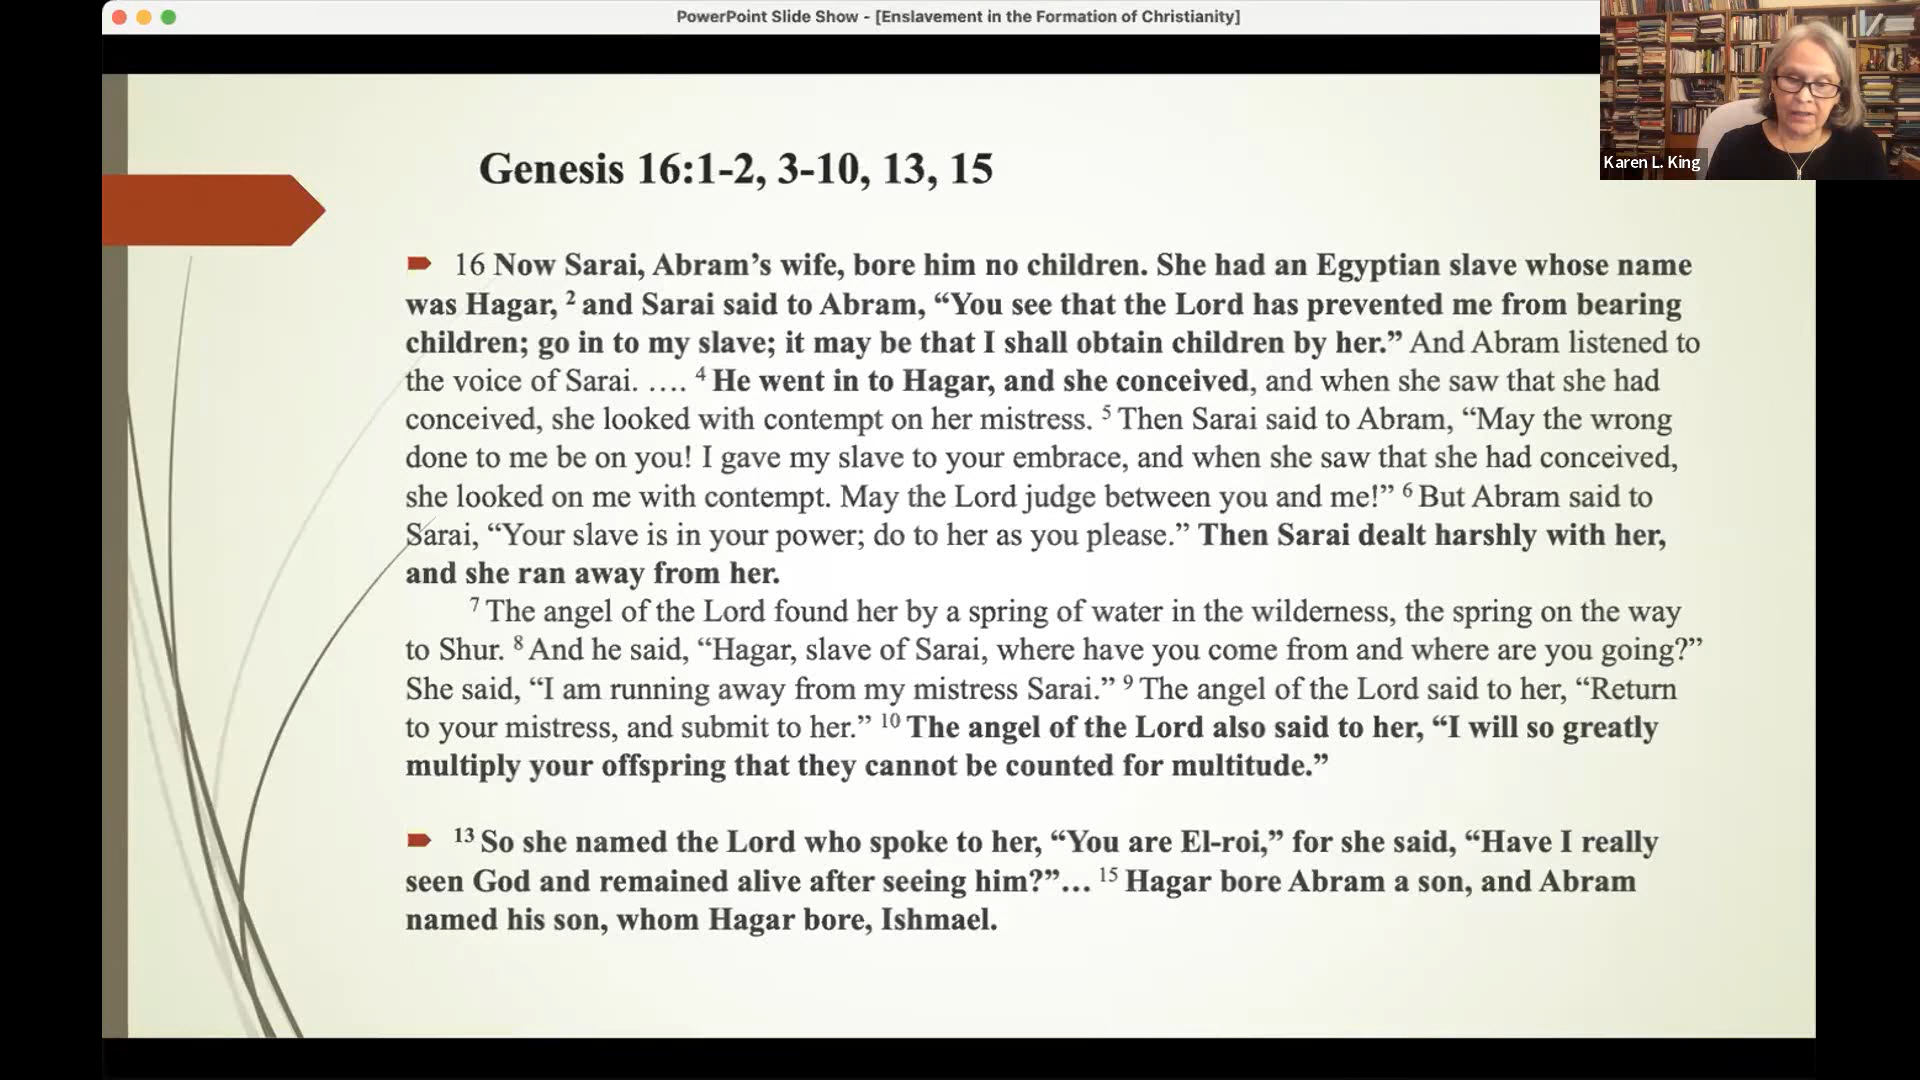 PowerPoint Slide Show - [Enslavement in the Formation of Christianity]
Karen L. King
Genesis 16:1-2, 3-10, 13, 15
16 Now Sarai, Abram’s wife, bore him no children. She had an Egyptian slave whose name
was Hagar, ² and Sarai said to Abram, “You see that the Lord has prevented me from bearing
children; go in to my slave; it may be that I shall obtain children by her.” And Abram listened to
the voice of Sarai. …. ⁴ He went in to Hagar, and she conceived, and when she saw that she had
conceived, she looked with contempt on her mistress. ⁵ Then Sarai said to Abram, “May the wrong
done to me be on you! I gave my slave to your embrace, and when she saw that she had conceived,
she looked on me with contempt. May the Lord judge between you and me!” ⁶ But Abram said to
Sarai, “Your slave is in your power; do to her as you please.” Then Sarai dealt harshly with her,
and she ran away from her.
⁷ The angel of the Lord found her by a spring of water in the wilderness, the spring on the way
to Shur. ⁸ And he said, “Hagar, slave of Sarai, where have you come from and where are you going?”
She said, “I am running away from my mistress Sarai.” ⁹ The angel of the Lord said to her, “Return
to your mistress, and submit to her.” ¹⁰ The angel of the Lord also said to her, “I will so greatly
multiply your offspring that they cannot be counted for multitude.”
¹³ So she named the Lord who spoke to her, “You are El-roi,” for she said, “Have I really
seen God and remained alive after seeing him?”… ¹⁵ Hagar bore Abram a son, and Abram
named his son, whom Hagar bore, Ishmael.